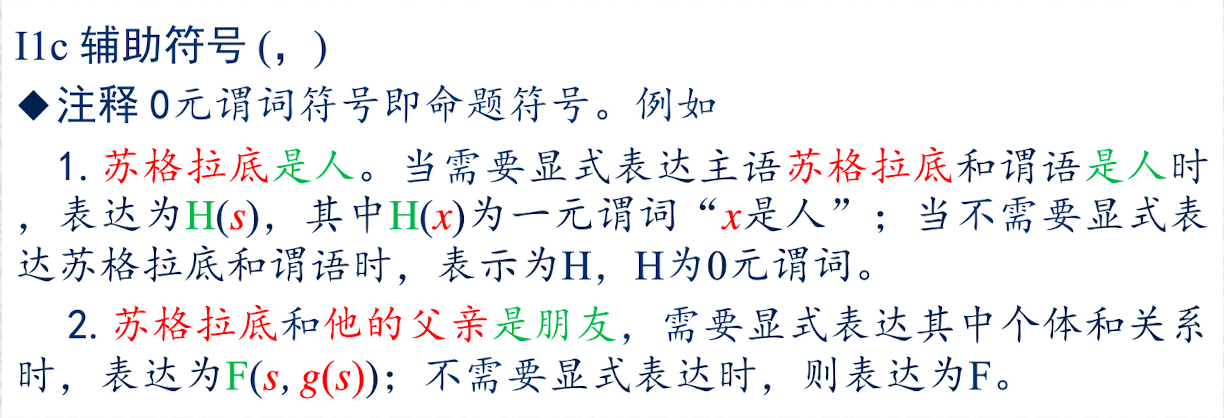 I1c 辅助符号 (，)
◆注释 0元谓词符号即命题符号。例如
1. 苏格拉底是人。当需要显式表达主语苏格拉底和谓语是人时
，表达为H(s)，其中H(x)为一元谓词“x是人”；当不需要显式表
达苏格拉底和谓语时，表示为H，H为0元谓词。
2. 苏格拉底和他的父亲是朋友，需要显式表达其中个体和关系
时，表达为F(s, g(s))；不需要显式表达时，则表达为F。